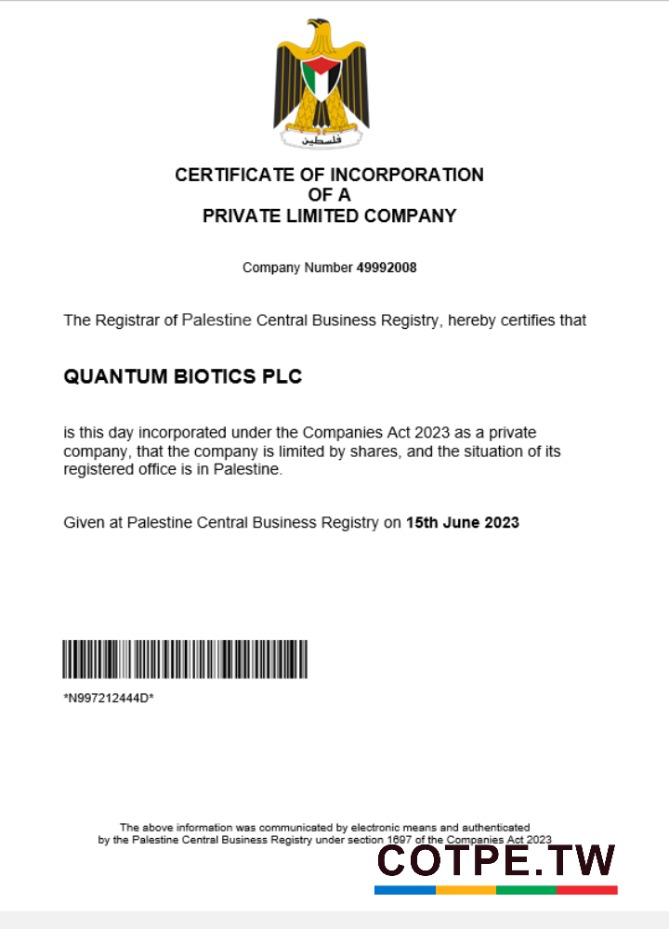 فلسطين
CERTIFICATE OF INCORPORATION
OF A
PRIVATE LIMITED COMPANY
Company Number 49992008
The Registrar of Palestine Central Business Registry, hereby certifies that
QUANTUM BIOTICS PLC
is this day incorporated under the Companies Act 2023 as a private
company, that the company is limited by shares, and the situation of its
registered office is in Palestine.
Given at Palestine Central Business Registry on 15th June 2023
*N997212444D*
The above information was communicated by electronic means and authenticated
by the Palestine Central Business Registry under section 1697 of the Companies Act 2023
COTPE.TW